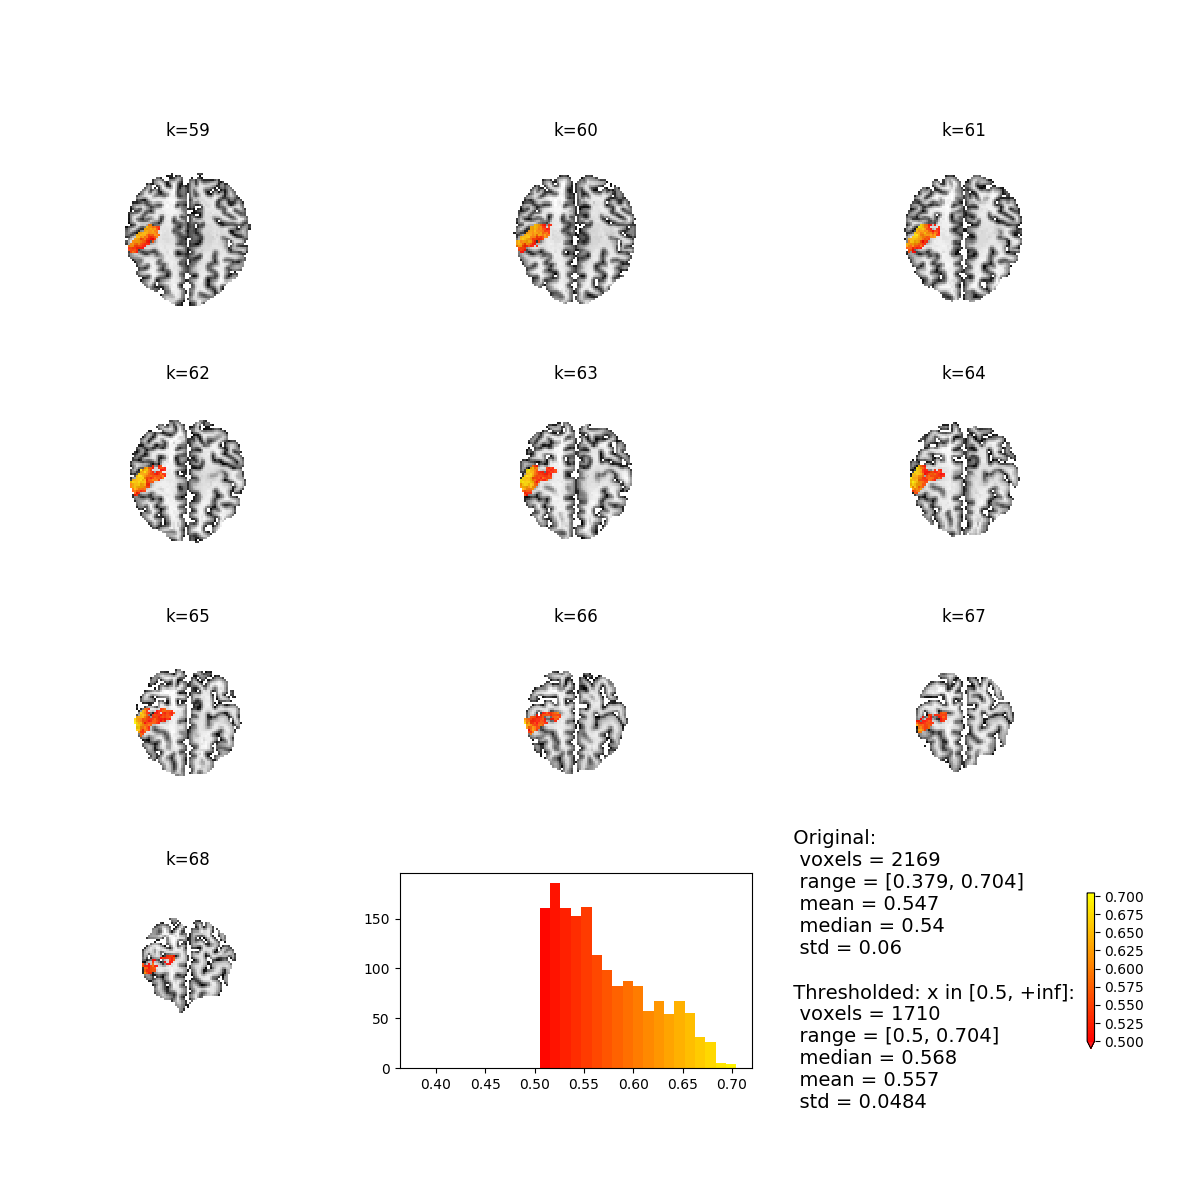 k=59
k=60
k=61
k=62
k=63
k=64
k=65
k=66
k=67
k=68
150
100
50
0
0.40 0.45 0.50 0.55 0.60 0.65 0.70
Original:
voxels = 2169
range = [0.379, 0.704]
mean = 0.547
median = 0.54
std = 0.06
Thresholded: x in [0.5, +inf]:
voxels = 1710
range = [0.5, 0.704]
median = 0.568
mean = 0.557
std = 0.0484
0.700
0.675
0.650
0.625
0.600
0.575
0.550
0.525
0.500